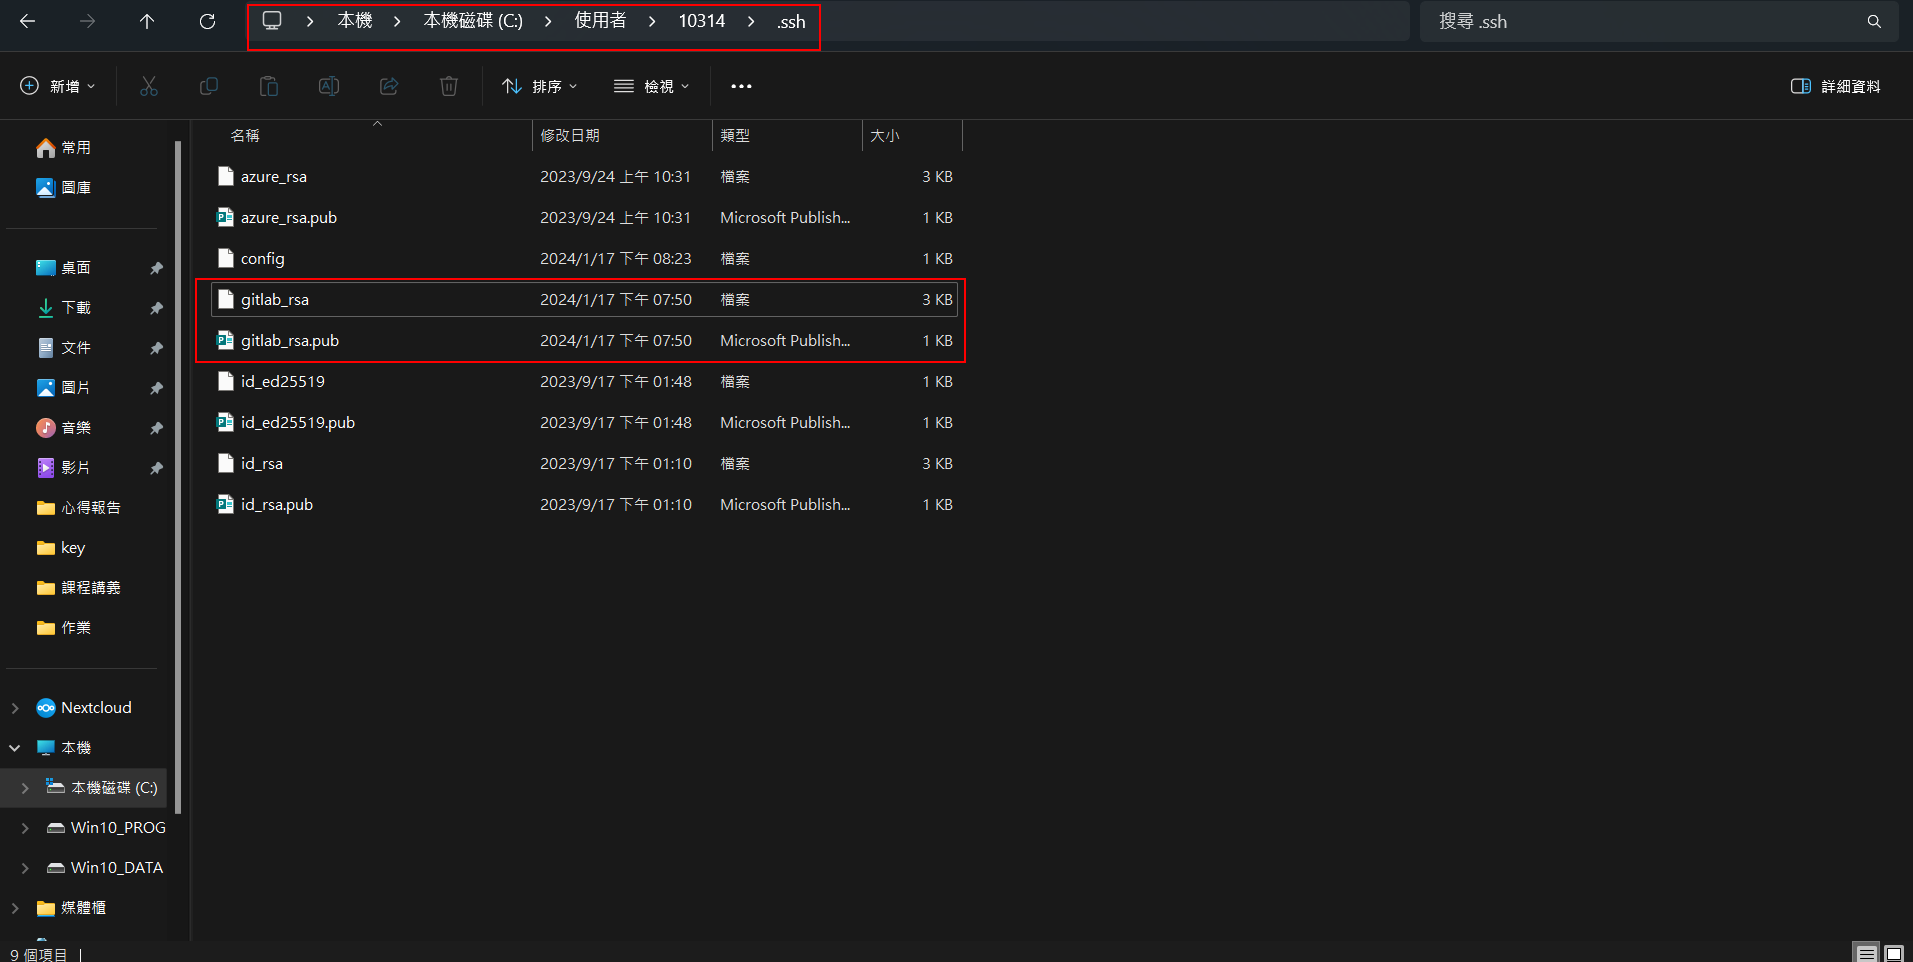 本機 > 本機磁碟 (C:) > 使用者 > 10314 > .ssh
搜尋 .ssh
新增
排序
檢視
詳細資料
常用
圖庫
桌面
下載
文件
圖片
音樂
影片
心得報告
key
課程講義
作業
Nextcloud
本機
本機磁碟 (C:)
Win10_PROG
Win10_DATA
媒體櫃
名稱 修改日期 類型 大小
azure_rsa 2023/9/24 上午 10:31 檔案 3 KB
azure_rsa.pub 2023/9/24 上午 10:31 Microsoft Publish... 1 KB
config 2024/1/17 下午 08:23 檔案 1 KB
gitlab_rsa 2024/1/17 下午 07:50 檔案 3 KB
gitlab_rsa.pub 2024/1/17 下午 07:50 Microsoft Publish... 1 KB
id_ed25519 2023/9/17 下午 01:48 檔案 1 KB
id_ed25519.pub 2023/9/17 下午 01:48 Microsoft Publish... 1 KB
id_rsa 2023/9/17 下午 01:10 檔案 3 KB
id_rsa.pub 2023/9/17 下午 01:10 Microsoft Publish... 1 KB
9 個項目